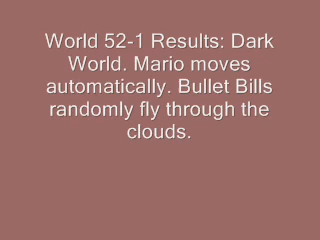 World 52-1 Results: Dark
World. Mario moves
automatically. Bullet Bills
randomly fly through the
clouds.